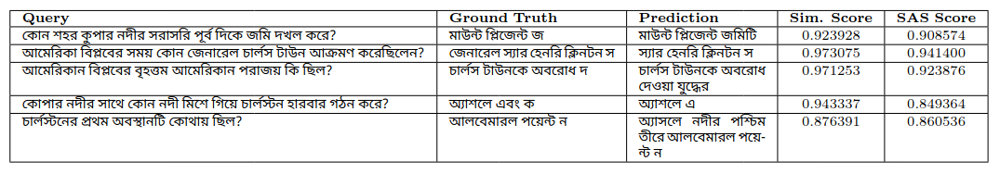 Query Ground Truth Prediction Sim. Score SAS Score
কোন শহর কুপার নদীর সরাসরি পূর্ব দিকে জমি দখল করে? মাউন্ট প্লিজেন্ট জ মাউন্ট প্লিজেন্ট জমিটি 0.923928 0.908574
আমেরিকা বিপ্লবের সময় কোন জেনারেল চার্লস টাউন আক্রমণ করেছিলেন? জেনারেল স্যার হেনরি ক্লিনটন স স্যার হেনরি ক্লিনটন স 0.973075 0.941400
আমেরিকান বিপ্লবের বৃহত্তম আমেরিকান পরাজয় কি ছিল? চার্লস টাউনকে অবরোধ দ চার্লস টাউনকে অবরোধ 0.971253 0.923876
দেওয়া যুদ্ধের
কোপার নদীর সাথে কোন নদী মিশে গিয়ে চার্লস্টন হারবার গঠন করে? অ্যাশলে এবং ক অ্যাশলে এ 0.943337 0.849364
চার্লস্টনের প্রথম অবস্থানটি কোথায় ছিল? আলবেমারল পয়েন্ট ন অ্যাসলে নদীর পশ্চিম 0.876391 0.860536
তীরে আলবেমারল পয়ে-
ন্ট ন